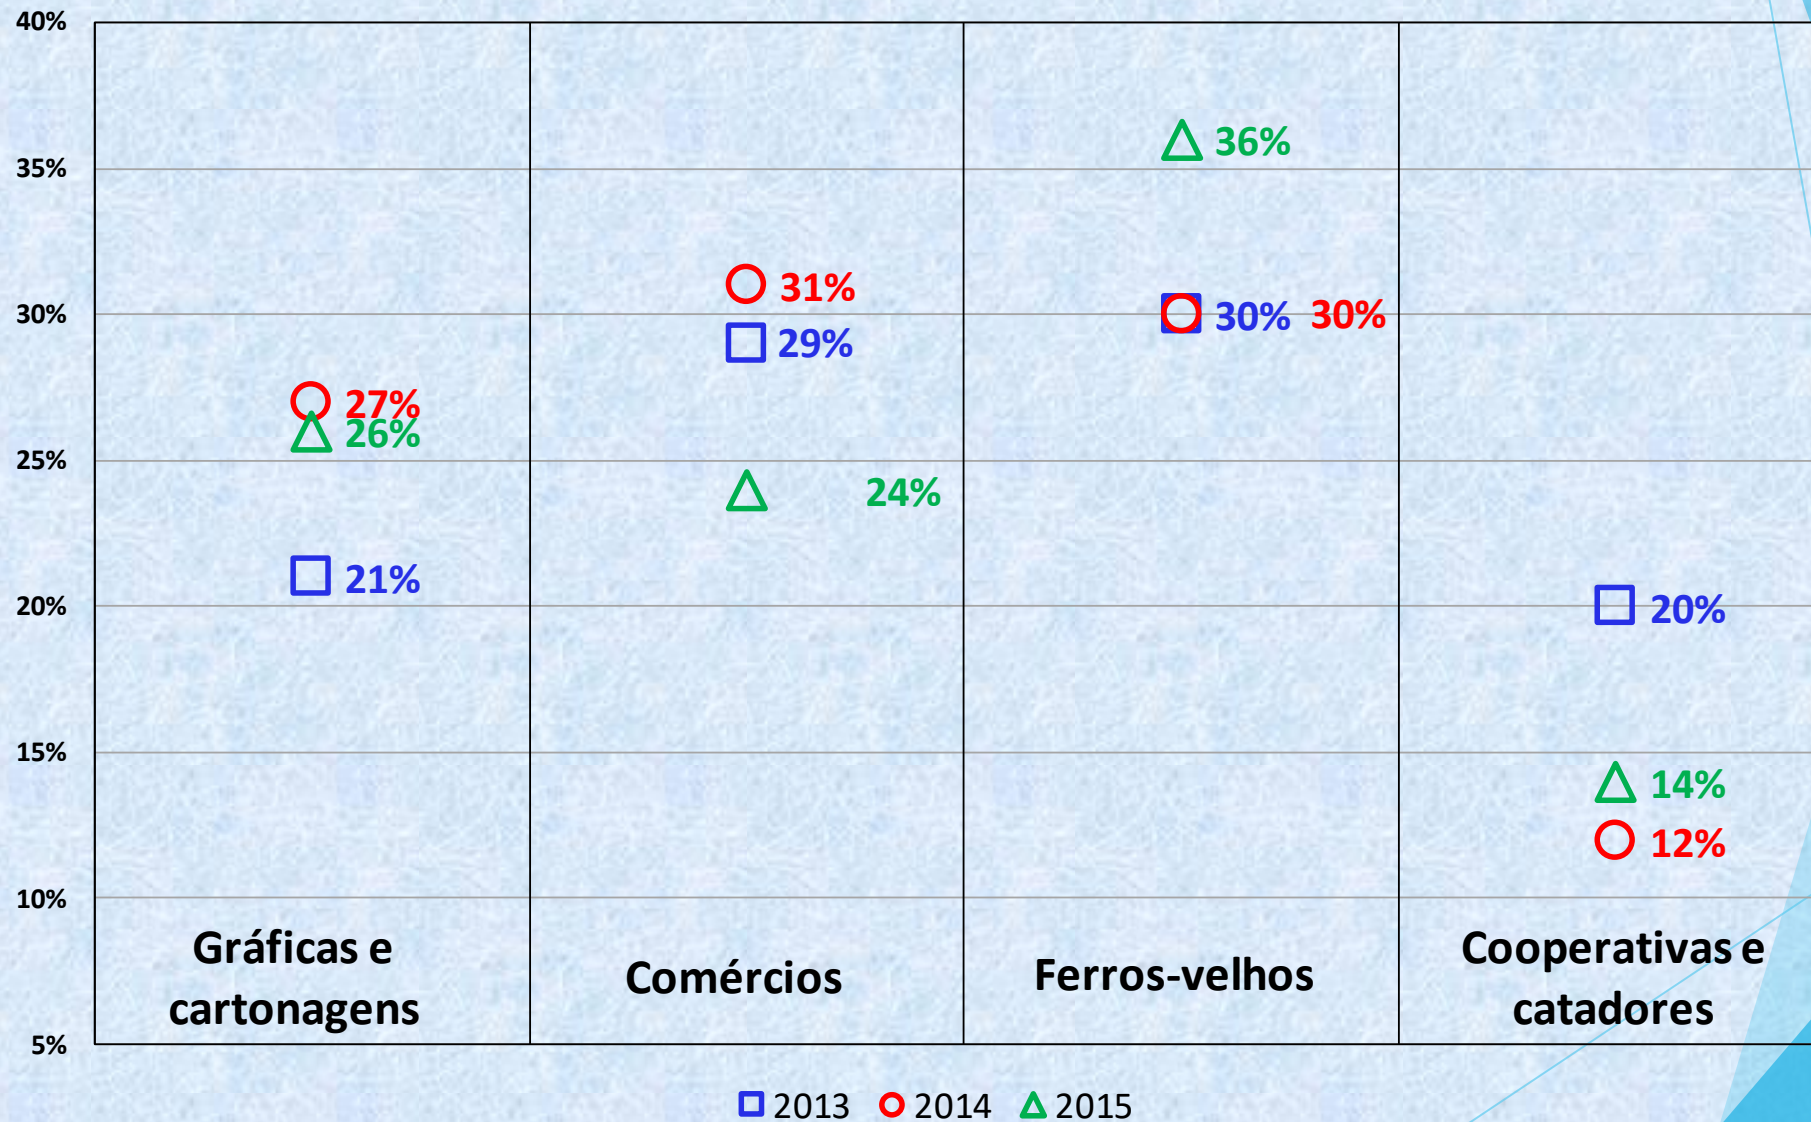 40%
35%
30%
25%
20%
15%
10%
5%
27%
26%
21%
31%
29%
24%
36%
30% 30%
20%
14%
12%
Gráficas e
cartonagens
Comércios
Ferros-velhos
Cooperativas e
catadores
2013 2014 2015